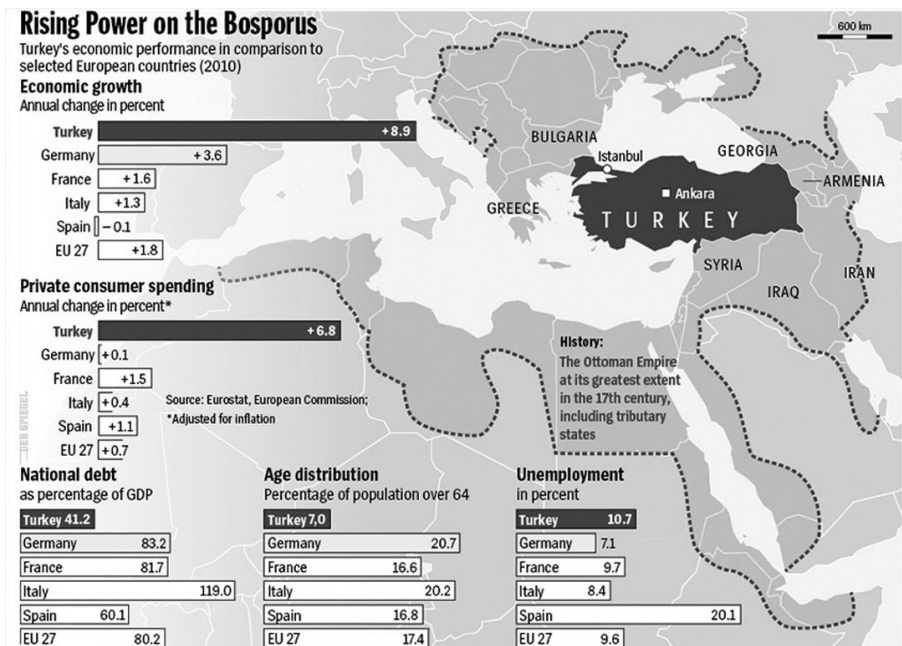 Rising Power on the Bosporus
Turkey's economic performance in comparison to
selected European countries (2010)
Economic growth
Annual change in percent
Turkey +8.9
Germany +3.6
France +1.6
Italy +1.3
Spain – 0.1
EU 27 +1.8
Private consumer spending
Annual change in percent*
Turkey +6.8
Germany +0.1
France +1.5
Italy +0.4
Spain +1.1
EU 27 +0.7
Source: Eurostat, European Commission;
*Adjusted for inflation
DER SPIEGEL
National debt
as percentage of GDP
Turkey 41.2
Germany 83.2
France 81.7
Italy 119.0
Spain 60.1
EU 27 80.2
Age distribution
Percentage of population over 64
Turkey 7,0
Germany 20.7
France 16.6
Italy 20.2
Spain 16.8
EU 27 17.4
Unemployment
in percent
Turkey 10.7
Germany 7.1
France 9.7
Italy 8.4
Spain 20.1
EU 27 9.6
600 km
BULGARIA
Istanbul
GEORGIA
ARMENIA
Ankara
GREECE
TURKEY
SYRIA
IRAN
IRAQ
History:
The Ottoman Empire
at its greatest extent
in the 17th century,
including tributary
states